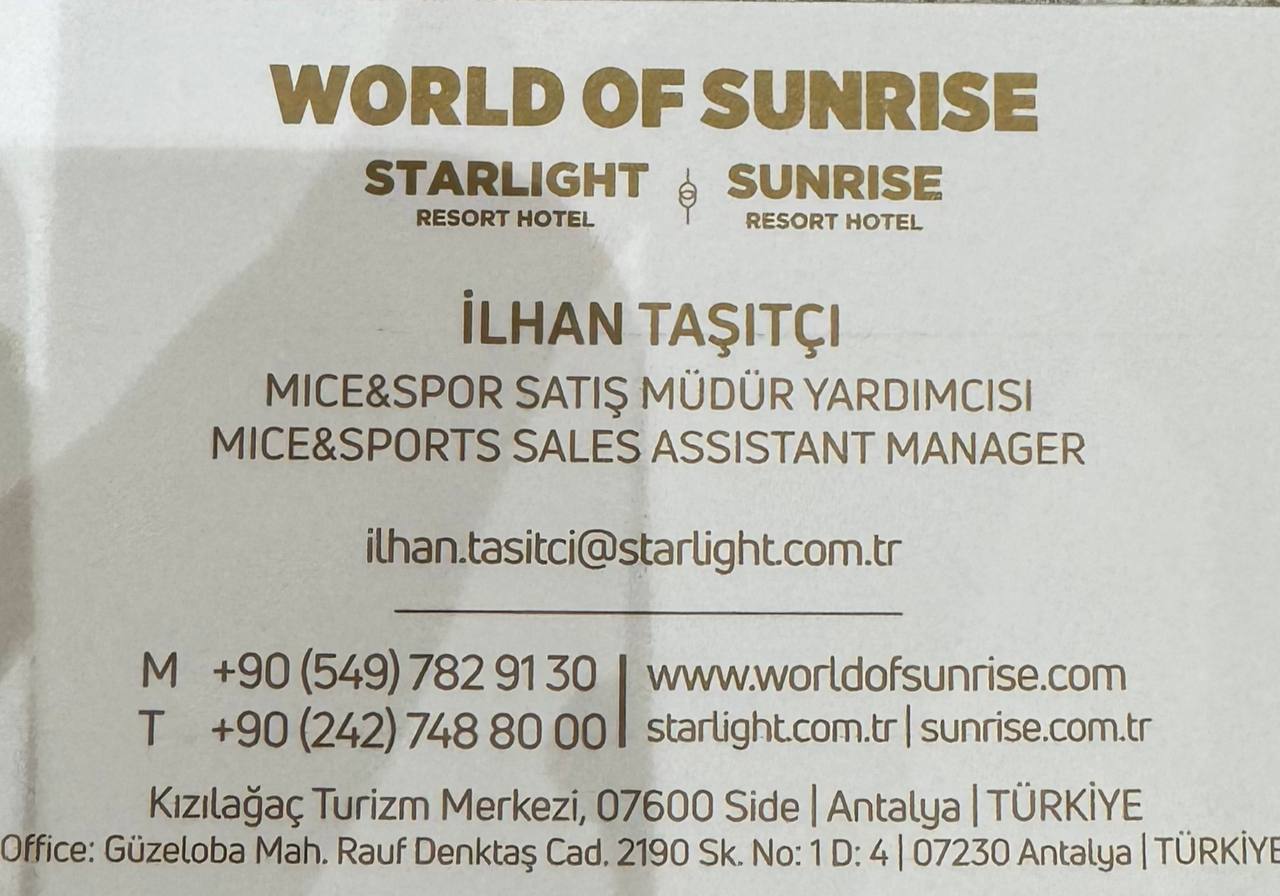 WORLD OF SUNRISE
STARLIGHT SUNRISE
RESORT HOTEL RESORT HOTEL
İLHAN TAŞITÇI
MICE&SPOR SATIŞ MÜDÜR YARDIMCISI
MICE&SPORTS SALES ASSISTANT MANAGER
ilhan.tasitci@starlight.com.tr
M +90 (549) 782 91 30 | www.worldofsunrise.com
T +90 (242) 748 80 00 | starlight.com.tr | sunrise.com.tr
Kızılağaç Turizm Merkezi, 07600 Side | Antalya | TÜRKİYE
Office: Güzeloba Mah. Rauf Denktaş Cad. 2190 Sk. No: 1 D: 4 | 07230 Antalya | TÜRKİYE